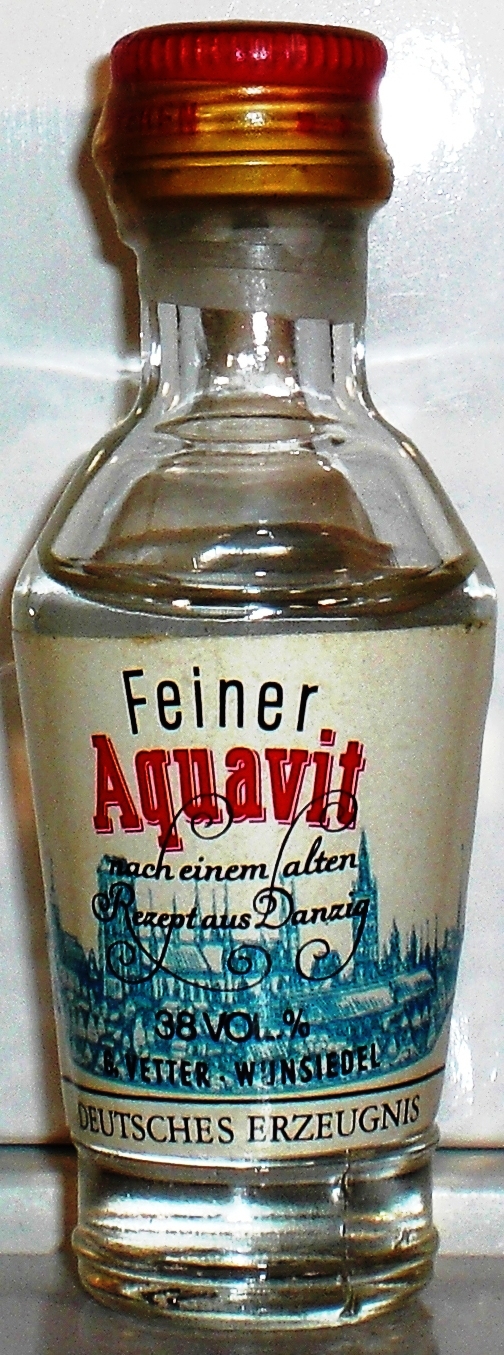 Feiner
Aquavit
nach einem alten
Rezept aus Danzig
38 VOL.%
B. VETTER · WUNSIEDEL
DEUTSCHES ERZEUGNIS